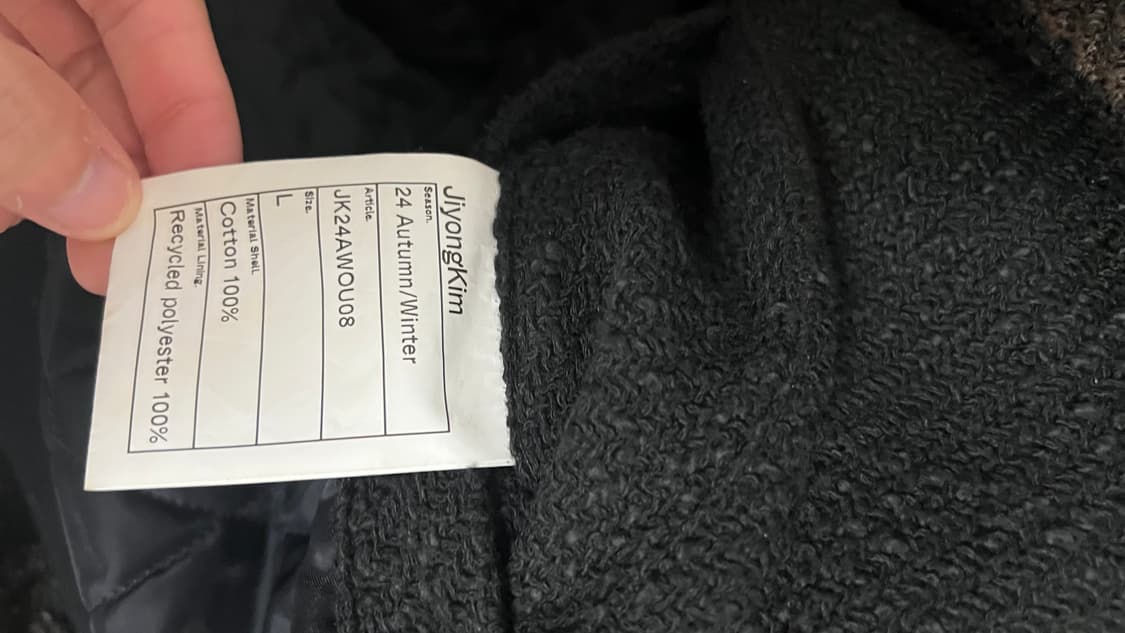 JiyongKim
Season.
24 Autumn/Winter
Article.
JK24AWOU08
Size.
L
Material Shell.
Cotton 100%
Material Lining.
Recycled polyester 100%